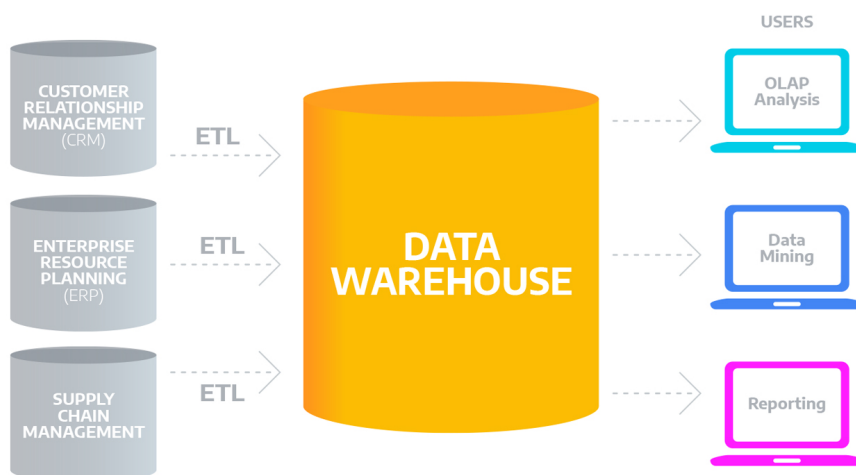 USERS
CUSTOMER
RELATIONSHIP
MANAGEMENT
(CRM)
ETL
OLAP
Analysis
ENTERPRISE
RESOURCE
PLANNING
(ERP)
ETL
DATA
WAREHOUSE
Data
Mining
SUPPLY
CHAIN
MANAGEMENT
ETL
Reporting